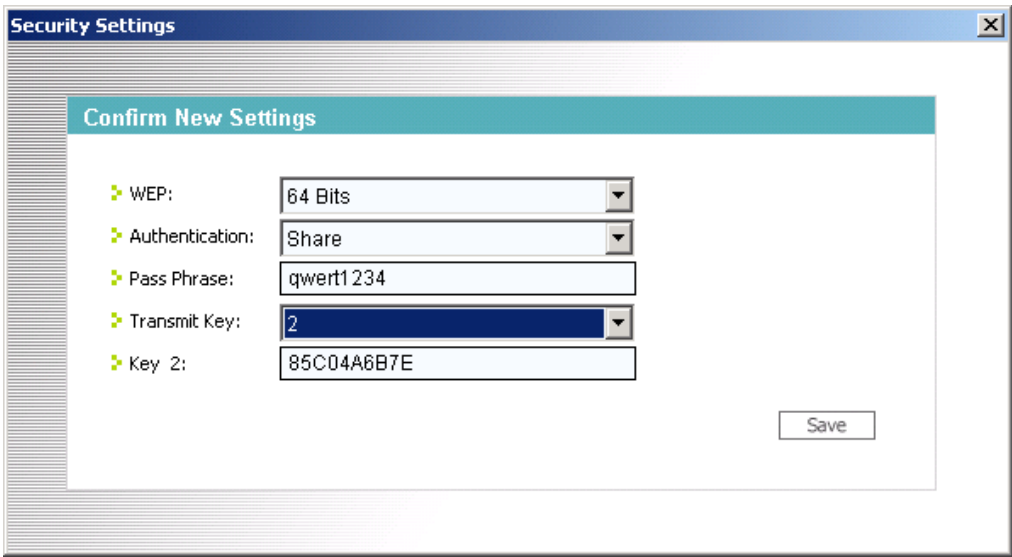 Security Settings
Confirm New Settings
WEP: 64 Bits
Authentication: Share
Pass Phrase: qwert1234
Transmit Key: 2
Key 2: 85C04A6B7E
Save